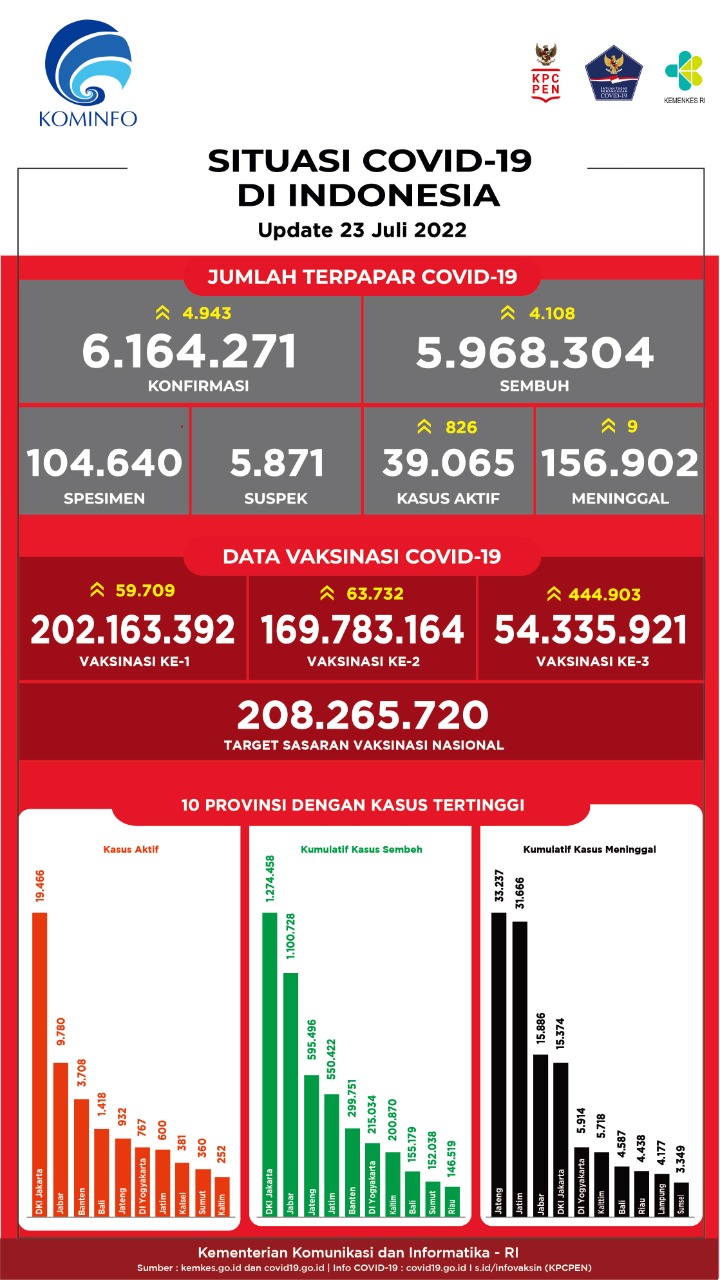 KOMINFO
KPC
PEN
COVID-19
KEMENKES RI
SITUASI COVID-19
DI INDONESIA
Update 23 Juli 2022
JUMLAH TERPAPAR COVID-19
4.943
6.164.271
KONFIRMASI
4.108
5.968.304
SEMBUH
104.640
SPESIMEN
5.871
SUSPEK
826
39.065
KASUS AKTIF
9
156.902
MENINGGAL
DATA VAKSINASI COVID-19
59.709
202.163.392
VAKSINASI KE-1
63.732
169.783.164
VAKSINASI KE-2
444.903
54.335.921
VAKSINASI KE-3
208.265.720
TARGET SASARAN VAKSINASI NASIONAL
10 PROVINSI DENGAN KASUS TERTINGGI
Kasus Aktif
19.466
9.780
3.708
1.418
932
767
600
381
360
252
DKI Jakarta
Jabar
Banten
Bali
Jateng
DI Yogyakarta
Jatim
Kalsel
Sumut
Kaltim
Kumulatif Kasus Sembeh
1.274.458
1.100.728
595.496
550.422
299.751
215.034
200.870
155.179
152.038
146.519
DKI Jakarta
Jabar
Jateng
Jatim
Banten
DI Yogyakarta
Kaltim
Bali
Sumut
Riau
Kumulatif Kasus Meninggal
33.237
31.666
15.886
15.374
5.914
5.718
4.587
4.438
4.177
3.349
Jateng
Jatim
Jabar
DKI Jakarta
DI Yogyakarta
Kaltim
Bali
Riau
Lampung
Sumsel
Kementerian Komunikasi dan Informatika - RI
Sumber : kemkes.go.id dan covid19.go.id | Info COVID-19 : covid19.go.id I s.id/infovaksin (KPCPEN)